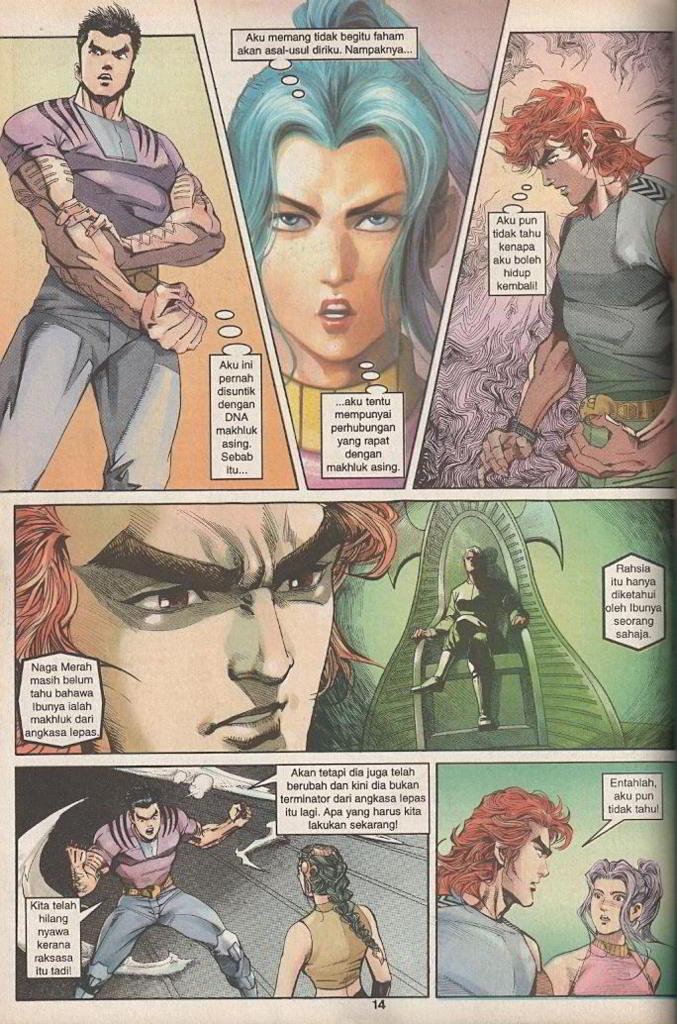 Aku memang tidak begitu faham
akan asal-usul diriku. Nampaknya...
Aku ini
pernah
disuntik
dengan
DNA
makhluk
asing.
Sebab
itu...
...aku tentu
mempunyai
perhubungan
yang rapat
dengan
makhluk asing.
Aku pun
tidak tahu
kenapa
aku boleh
hidup
kembali!
Naga Merah
masih belum
tahu bahawa
Ibunya ialah
makhluk dari
angkasa lepas.
Rahsia
itu hanya
diketahui
oleh Ibunya
seorang
sahaja.
Akan tetapi dia juga telah
berubah dan kini dia bukan
terminator dari angkasa lepas
itu lagi. Apa yang harus kita
lakukan sekarang!
Kita telah
hilang
nyawa
kerana
raksasa
itu tadi!
Entahlah,
aku pun
tidak tahu!
14